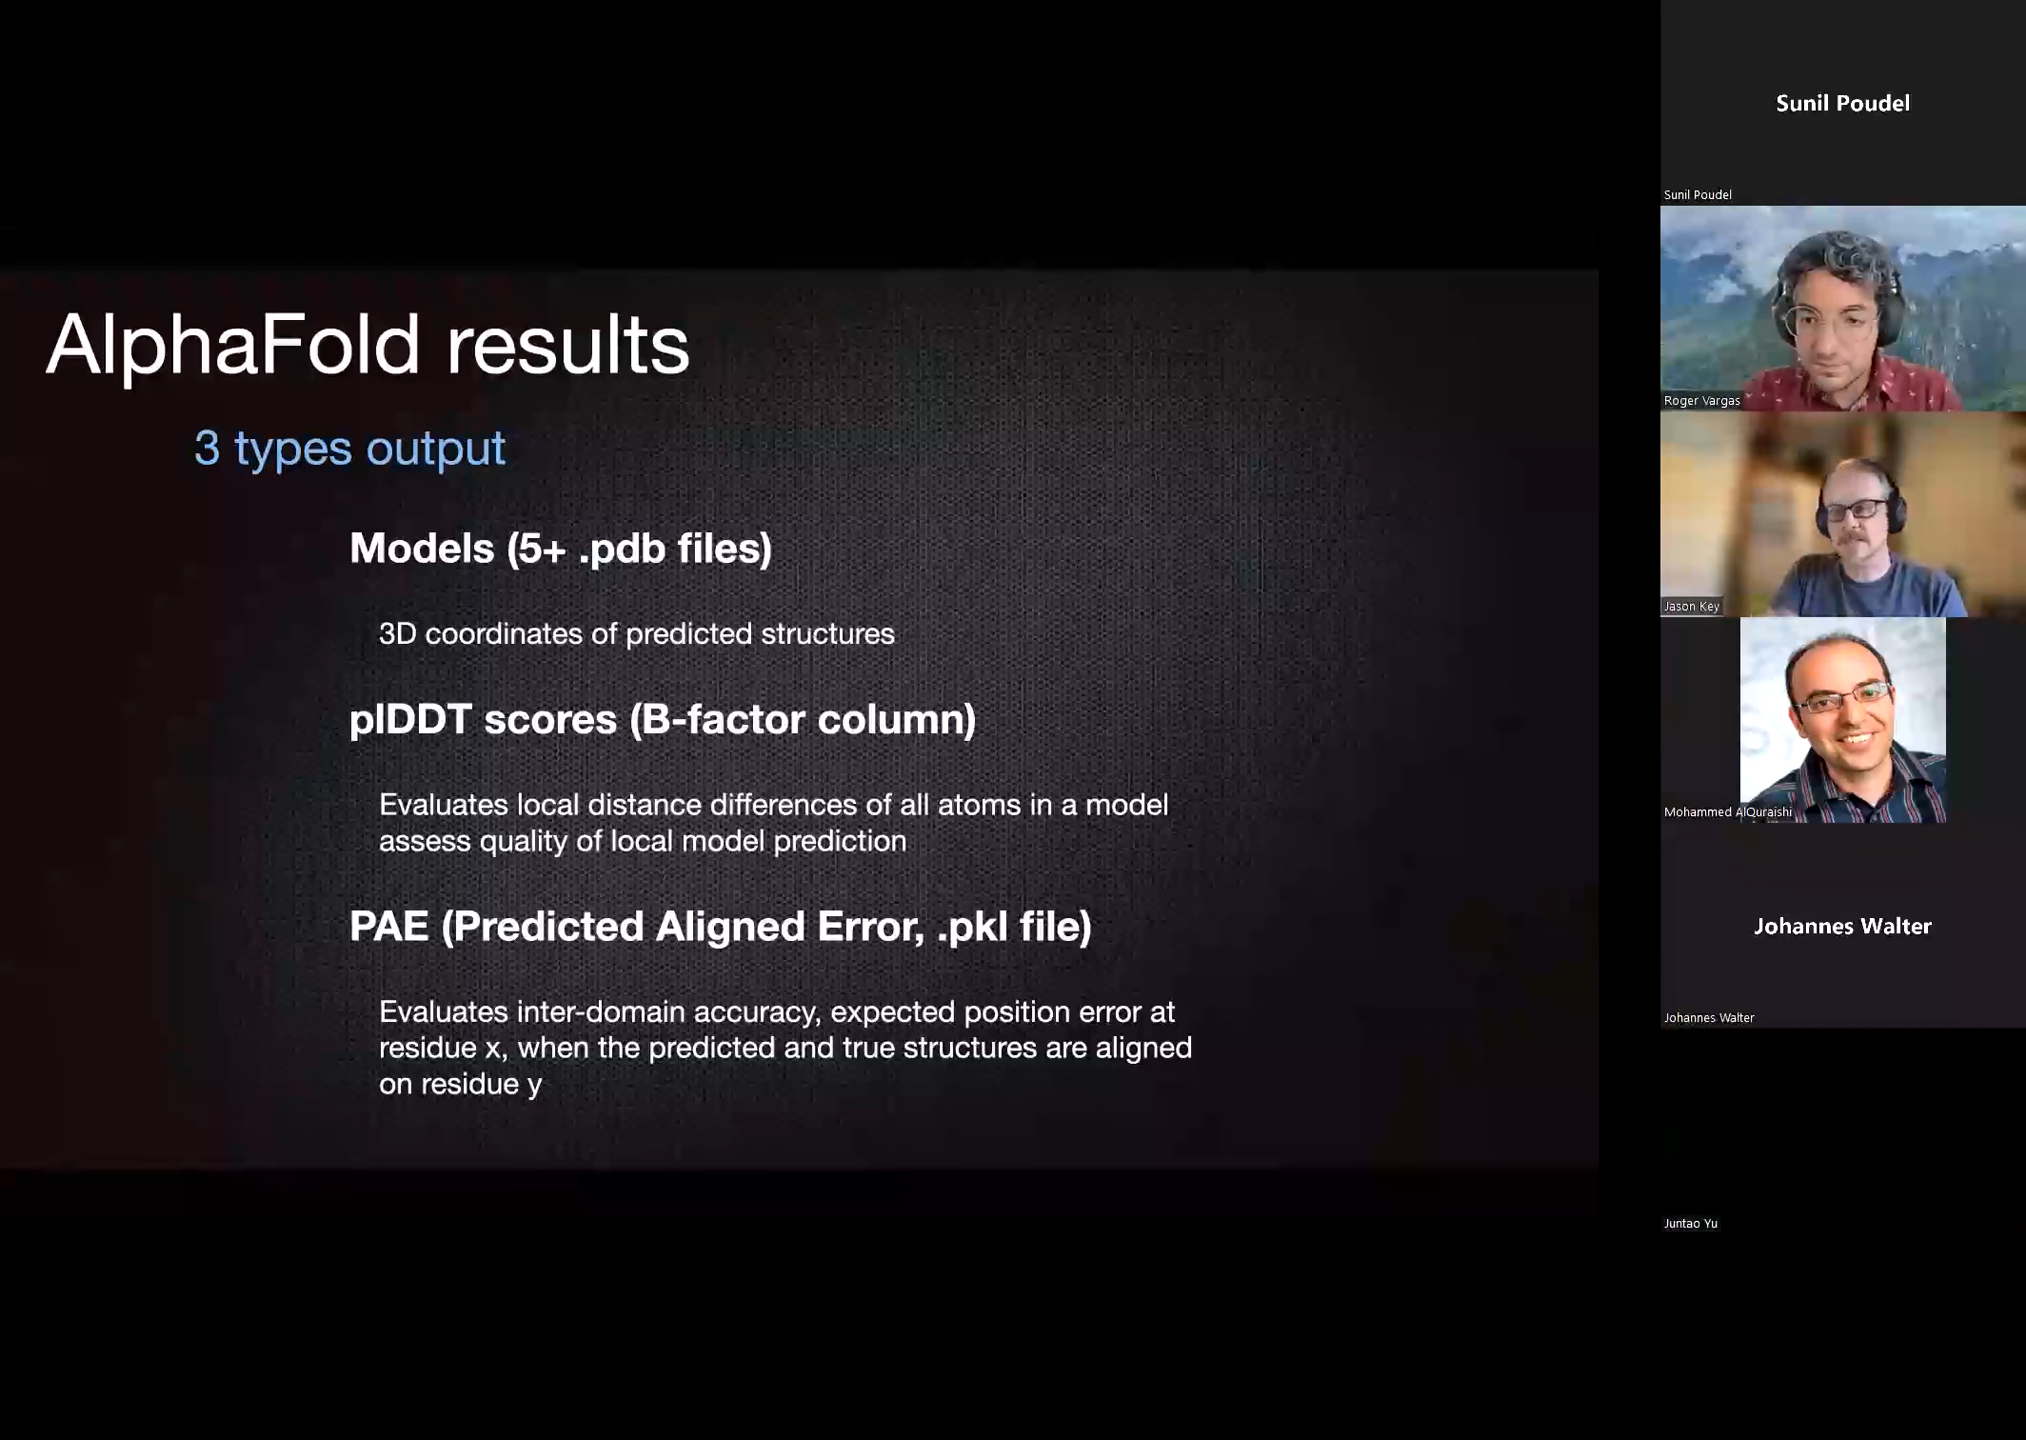 AlphaFold results
3 types output
Models (5+ .pdb files)
3D coordinates of predicted structures
plDDT scores (B-factor column)
Evaluates local distance differences of all atoms in a model
assess quality of local model prediction
PAE (Predicted Aligned Error, .pkl file)
Evaluates inter-domain accuracy, expected position error at
residue x, when the predicted and true structures are aligned
on residue y
Sunil Poudel
Sunil Poudel
Roger Vargas
Jason Key
Mohammed AlQuraishi
Johannes Walter
Johannes Walter
Juntao Yu